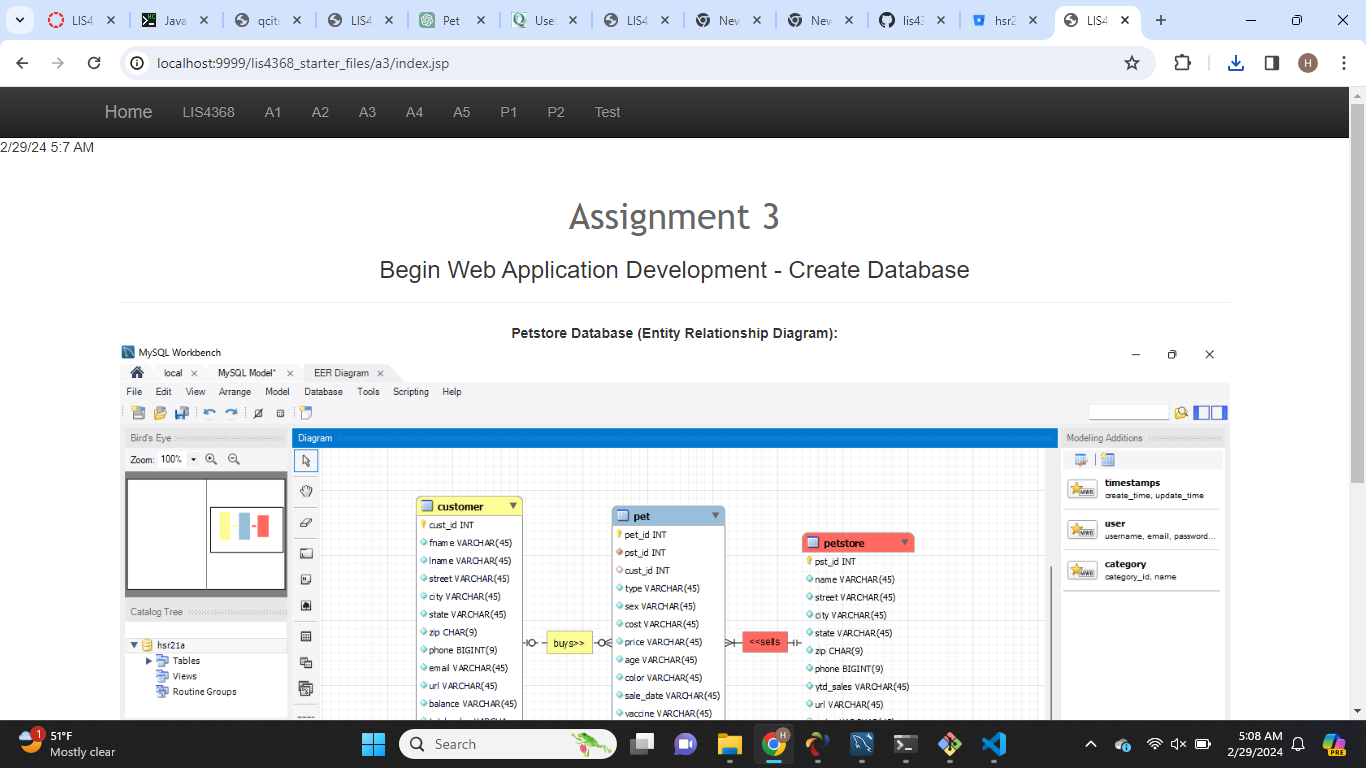 LIS4
Java
qcit
LIS4
Pet
Use
LIS4
New
New
lis43
hsr2
LIS4
localhost:9999/lis4368_starter_files/a3/index.jsp
H
Home LIS4368 A1 A2 A3 A4 A5 P1 P2 Test
2/29/24 5:7 AM
Assignment 3
Begin Web Application Development - Create Database
Petstore Database (Entity Relationship Diagram):
MySQL Workbench
local MySQL Model* EER Diagram
File Edit View Arrange Model Database Tools Scripting Help
Bird's Eye
Zoom: 100%
Catalog Tree
hsr21a
Tables
Views
Routine Groups
Diagram
customer
cust_id INT
fname VARCHAR(45)
lname VARCHAR(45)
street VARCHAR(45)
city VARCHAR(45)
state VARCHAR(45)
zip CHAR(9)
phone BIGINT(9)
email VARCHAR(45)
url VARCHAR(45)
balance VARCHAR(45)
buys>>
pet
pet_id INT
pst_id INT
cust_id INT
type VARCHAR(45)
sex VARCHAR(45)
cost VARCHAR(45)
price VARCHAR(45)
age VARCHAR(45)
color VARCHAR(45)
sale_date VARCHAR(45)
vaccine VARCHAR(45)
<<sells
petstore
pst_id INT
name VARCHAR(45)
street VARCHAR(45)
city VARCHAR(45)
state VARCHAR(45)
zip CHAR(9)
phone BIGINT(9)
ytd_sales VARCHAR(45)
url VARCHAR(45)
Modeling Additions
timestamps
create_time, update_time
user
username, email, password...
category
category_id, name
1
51°F
Mostly clear
Search
H
5:08 AM
2/29/2024
PRE